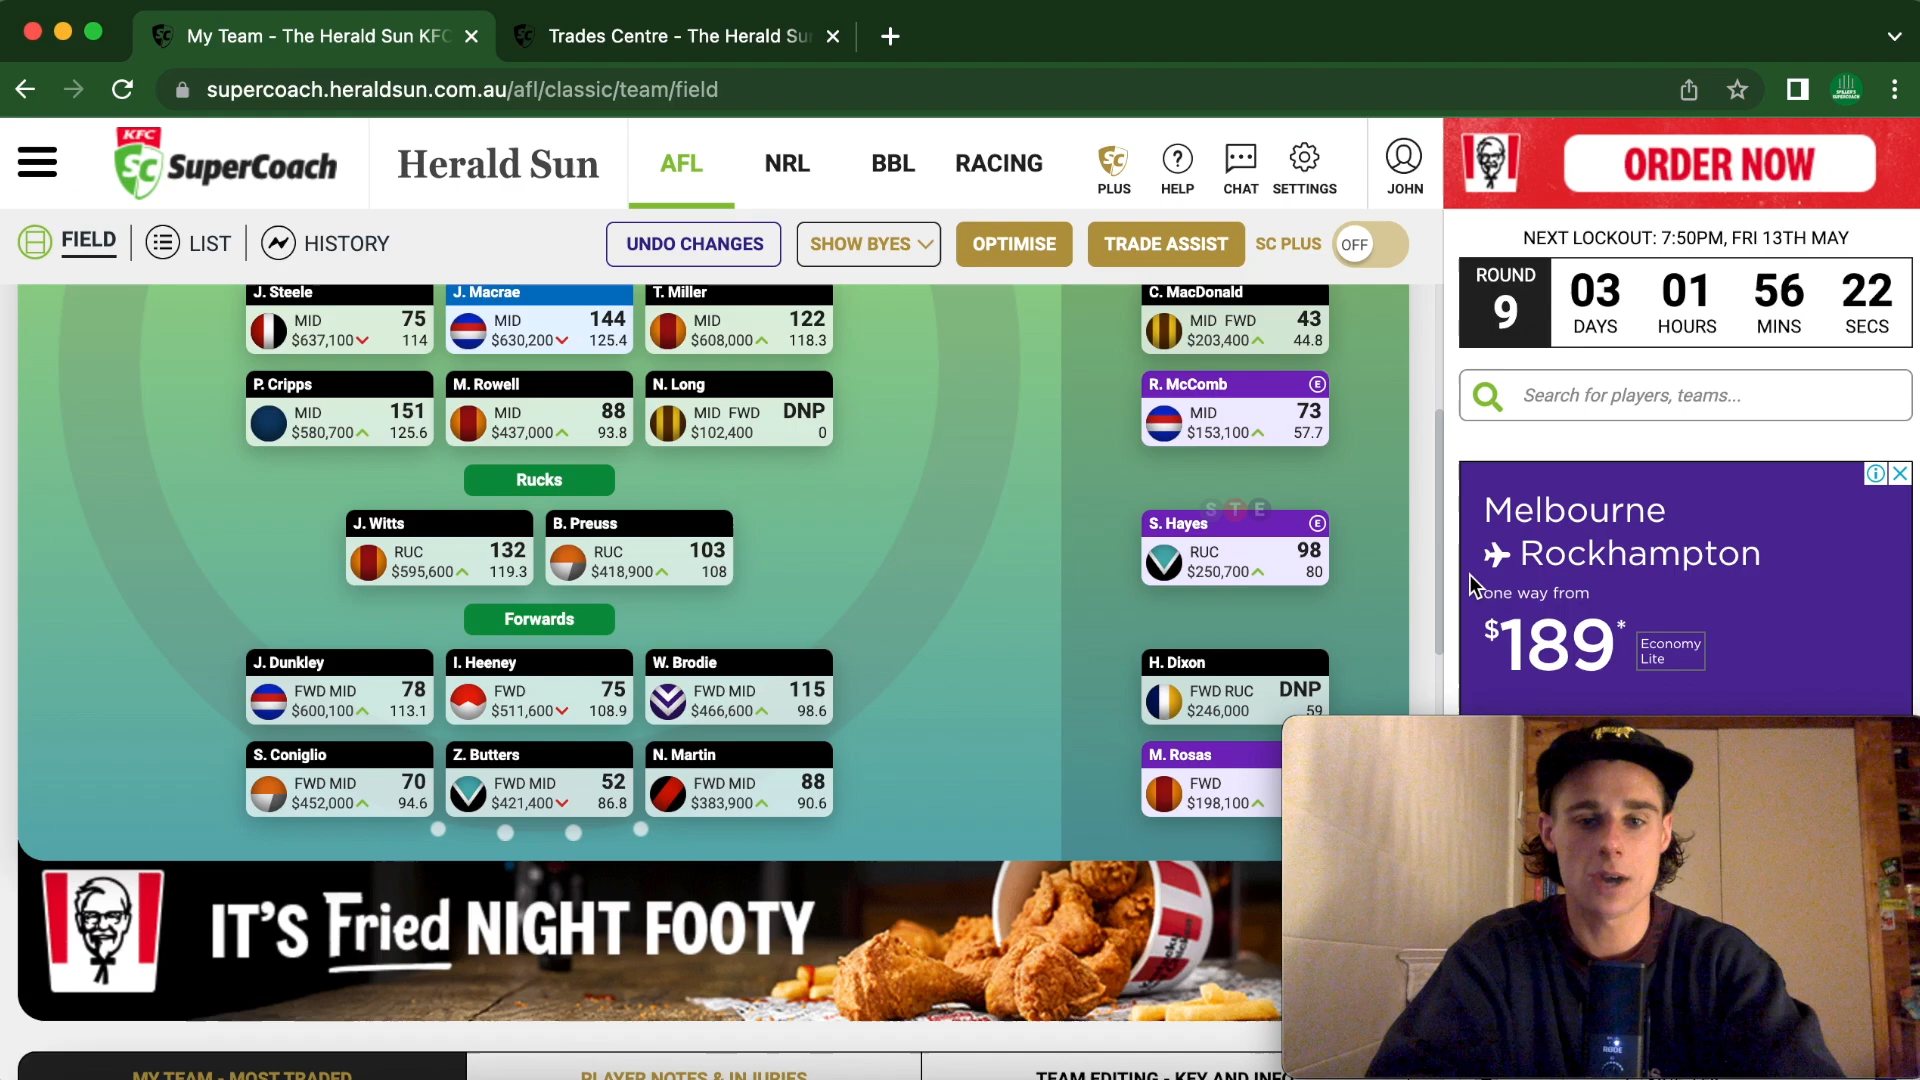 My Team - The Herald Sun KFC
Trades Centre - The Herald Sun
supercoach.heraldsun.com.au/afl/classic/team/field
KFC
SC SuperCoach
Herald Sun
AFL
NRL
BBL
RACING
SC
PLUS
HELP
CHAT
SETTINGS
JOHN
ORDER NOW
FIELD
LIST
HISTORY
UNDO CHANGES
SHOW BYES
OPTIMISE
TRADE ASSIST
SC PLUS
OFF
NEXT LOCKOUT: 7:50PM, FRI 13TH MAY
ROUND
9
03
DAYS
01
HOURS
56
MINS
22
SECS
Search for players, teams...
J. Steele
MID 75
$637,100 114
J. Macrae
MID 144
$630,200 125.4
T. Miller
MID 122
$608,000 118.3
C. MacDonald
MID FWD 43
$203,400 44.8
P. Cripps
MID 151
$580,700 125.6
M. Rowell
MID 88
$437,000 93.8
N. Long
MID FWD DNP
$102,400 0
R. McComb E
MID 73
$153,100 57.7
Rucks
J. Witts
RUC 132
$595,600 119.3
B. Preuss
RUC 103
$418,900 108
S T E
S. Hayes E
RUC 98
$250,700 80
Forwards
J. Dunkley
FWD MID 78
$600,100 113.1
I. Heeney
FWD 75
$511,600 108.9
W. Brodie
FWD MID 115
$466,600 98.6
H. Dixon
FWD RUC DNP
$246,000 59
S. Coniglio
FWD MID 70
$452,000 94.6
Z. Butters
FWD MID 52
$421,400 86.8
N. Martin
FWD MID 88
$383,900 90.6
M. Rosas
FWD
$198,100
Melbourne
Rockhampton
one way from
$189*
Economy
Lite
IT'S Fried NIGHT FOOTY
MY TEAM - MOST TRADED
PLAYER NOTES & INJURIES
TEAM EDITING - KEY AND INFO
RODE